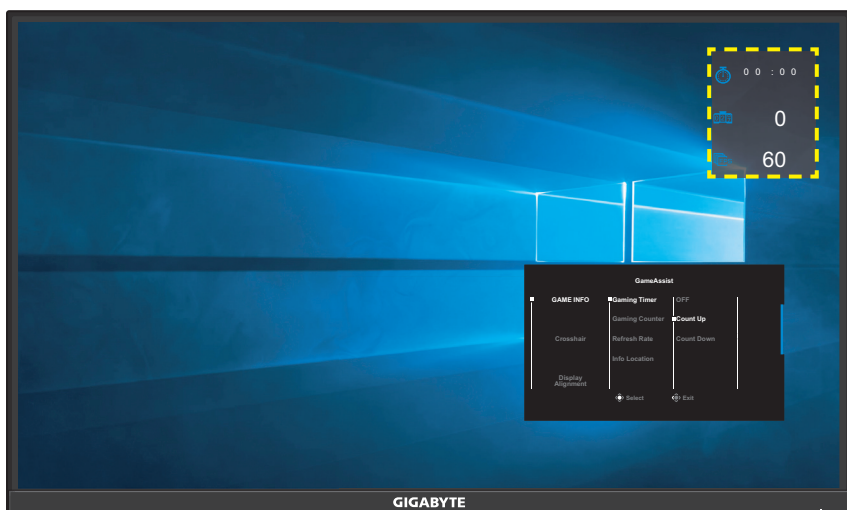 00:00
0
60
GameAssist
GAME INFO Gaming Timer OFF
Gaming Counter Count Up
Crosshair Refresh Rate Count Down
Info Location
Display
Alignment
Select Exit
GIGABYTE